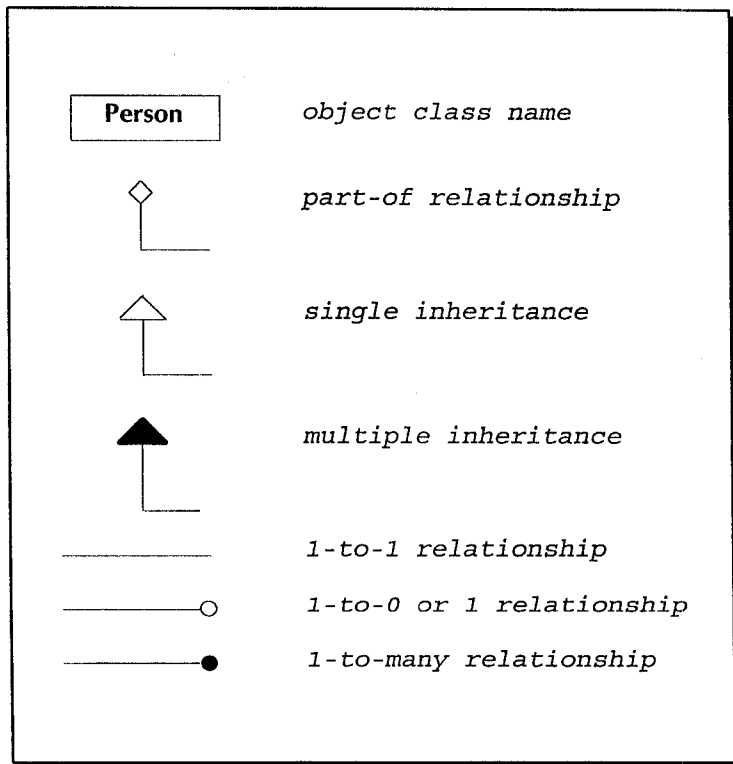 Person object class name
part-of relationship
single inheritance
multiple inheritance
1-to-1 relationship
1-to-0 or 1 relationship
1-to-many relationship